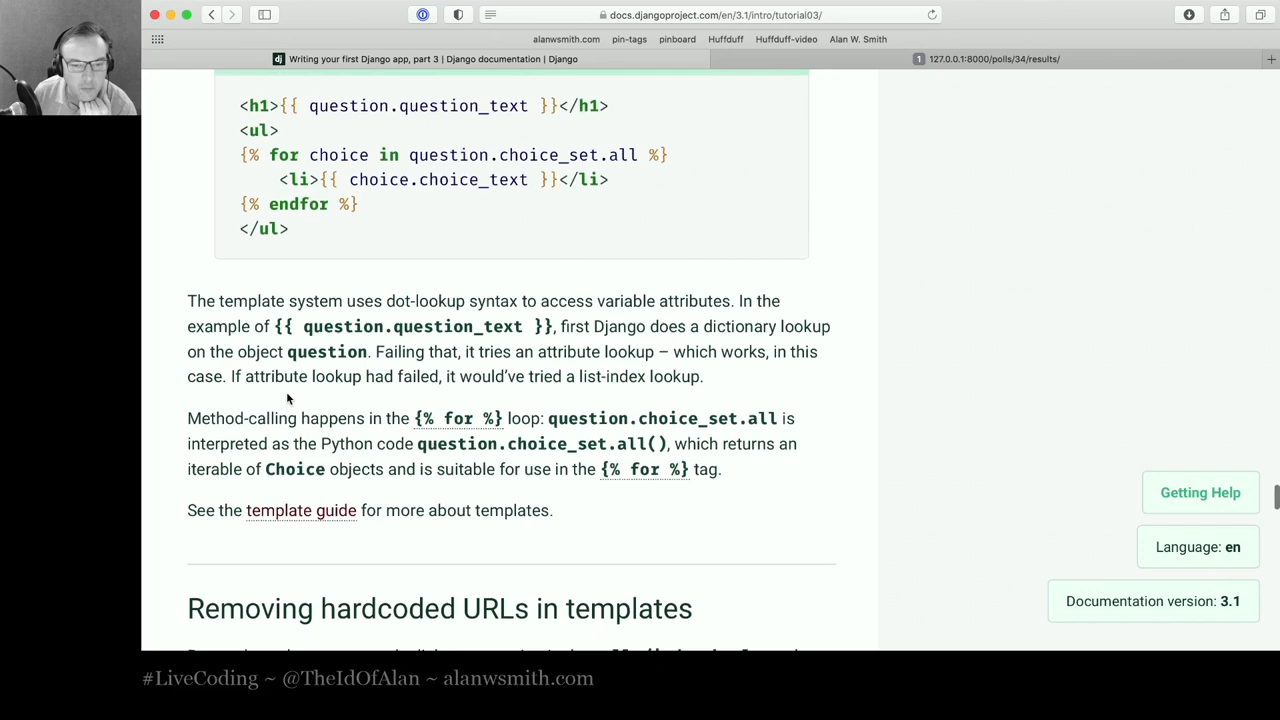 docs.djangoproject.com/en/3.1/intro/tutorial03/
alanwsmith.com pin-tags pinboard Huffduff Huffduff-video Alan W. Smith
dj Writing your first Django app, part 3 | Django documentation | Django
1 127.0.0.1:8000/polls/34/results/
<h1>{{ question.question_text }}</h1>
<ul>
{% for choice in question.choice_set.all %}
<li>{{ choice.choice_text }}</li>
{% endfor %}
</ul>
The template system uses dot-lookup syntax to access variable attributes. In the
example of {{ question.question_text }}, first Django does a dictionary lookup
on the object question. Failing that, it tries an attribute lookup – which works, in this
case. If attribute lookup had failed, it would've tried a list-index lookup.
Method-calling happens in the {% for %} loop: question.choice_set.all is
interpreted as the Python code question.choice_set.all(), which returns an
iterable of Choice objects and is suitable for use in the {% for %} tag.
See the template guide for more about templates.
Removing hardcoded URLs in templates
Getting Help
Language: en
Documentation version: 3.1
#LiveCoding ~ @TheIdOfAlan ~ alanwsmith.com